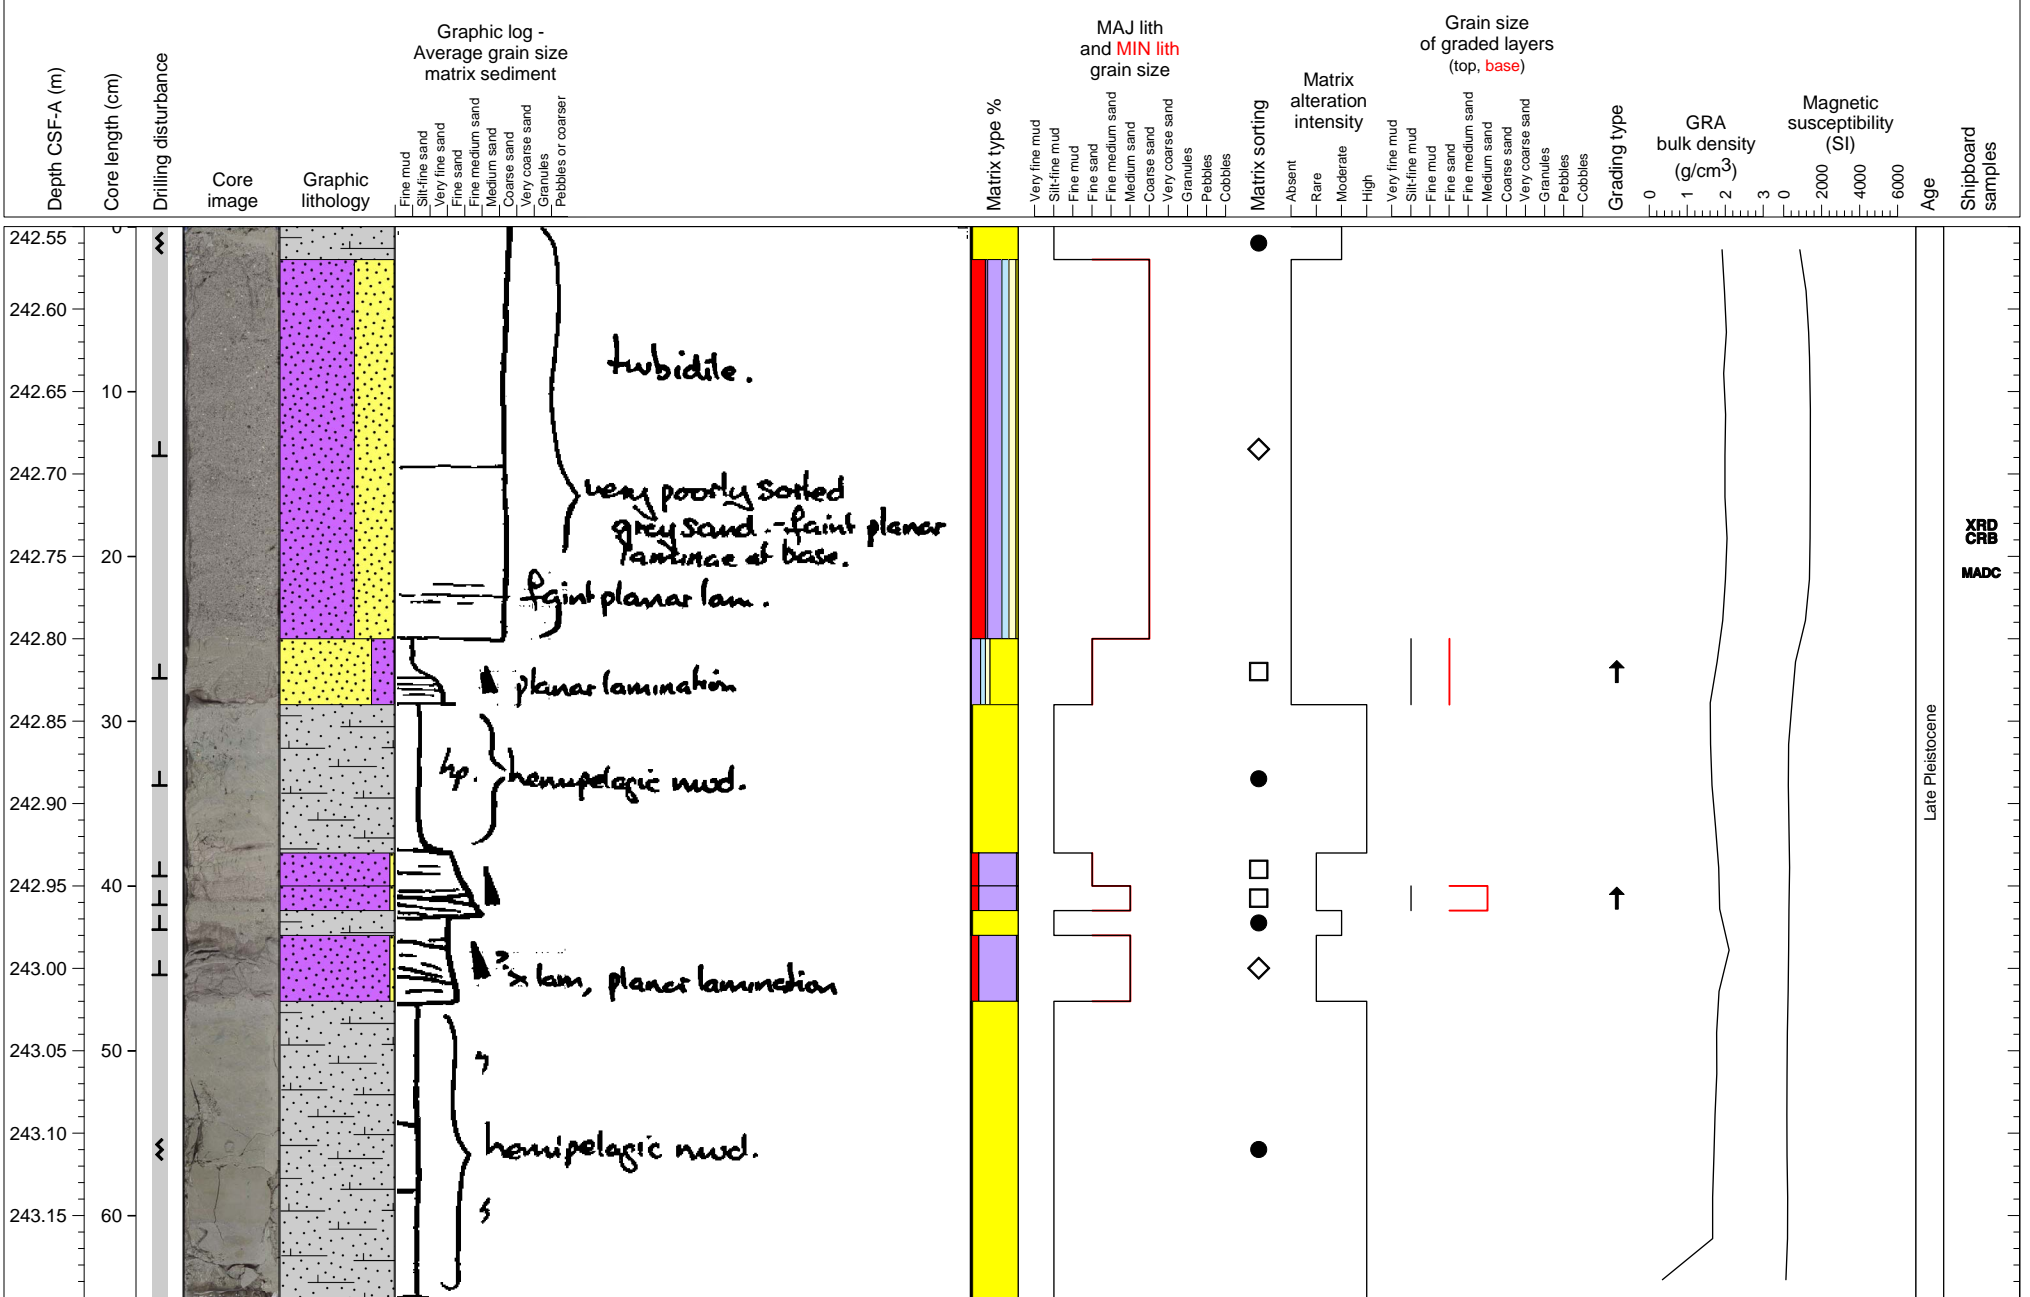 Depth CSF-A (m)
Core length (cm)
Drilling disturbance
Core
image
Graphic
lithology
Graphic log -
Average grain size
matrix sediment
Fine mud
Silt-fine sand
Very fine sand
Fine sand
Fine medium sand
Medium sand
Coarse sand
Very coarse sand
Granules
Pebbles or coarser
Matrix type %
MAJ lith
and MIN lith
grain size
Very fine mud
Silt-fine mud
Fine mud
Fine sand
Fine medium sand
Medium sand
Coarse sand
Very coarse sand
Granules
Pebbles
Cobbles
Matrix sorting
Matrix
alteration
intensity
Absent
Rare
Moderate
High
Grain size
of graded layers
(top, base)
Very fine mud
Silt-fine mud
Fine mud
Fine sand
Fine medium sand
Medium sand
Coarse sand
Very coarse sand
Granules
Pebbles
Cobbles
Grading type
GRA
bulk density
(g/cm3)
0 1 2 3
Magnetic
susceptibility
(SI)
0 2000 4000 6000
Age
Shipboard
samples
242.55
242.60
242.65
242.70
242.75
242.80
242.85
242.90
242.95
243.00
243.05
243.10
243.15
0
10
20
30
40
50
60
turbidite.
very poorly sorted
grey sand. - faint planar
laminae at base.
faint planar lam.
planar lamination
hp.
hemipelagic mud.
?
x lam, planar lamination
hemipelagic mud.
XRD
CRB
MADC
Late Pleistocene